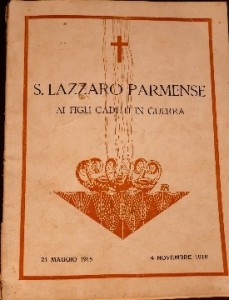 S. LAZZARO PARMENSE
AI FIGLI CADUTI IN GUERRA
24 MAGGIO 1915
4 NOVEMBRE 1918